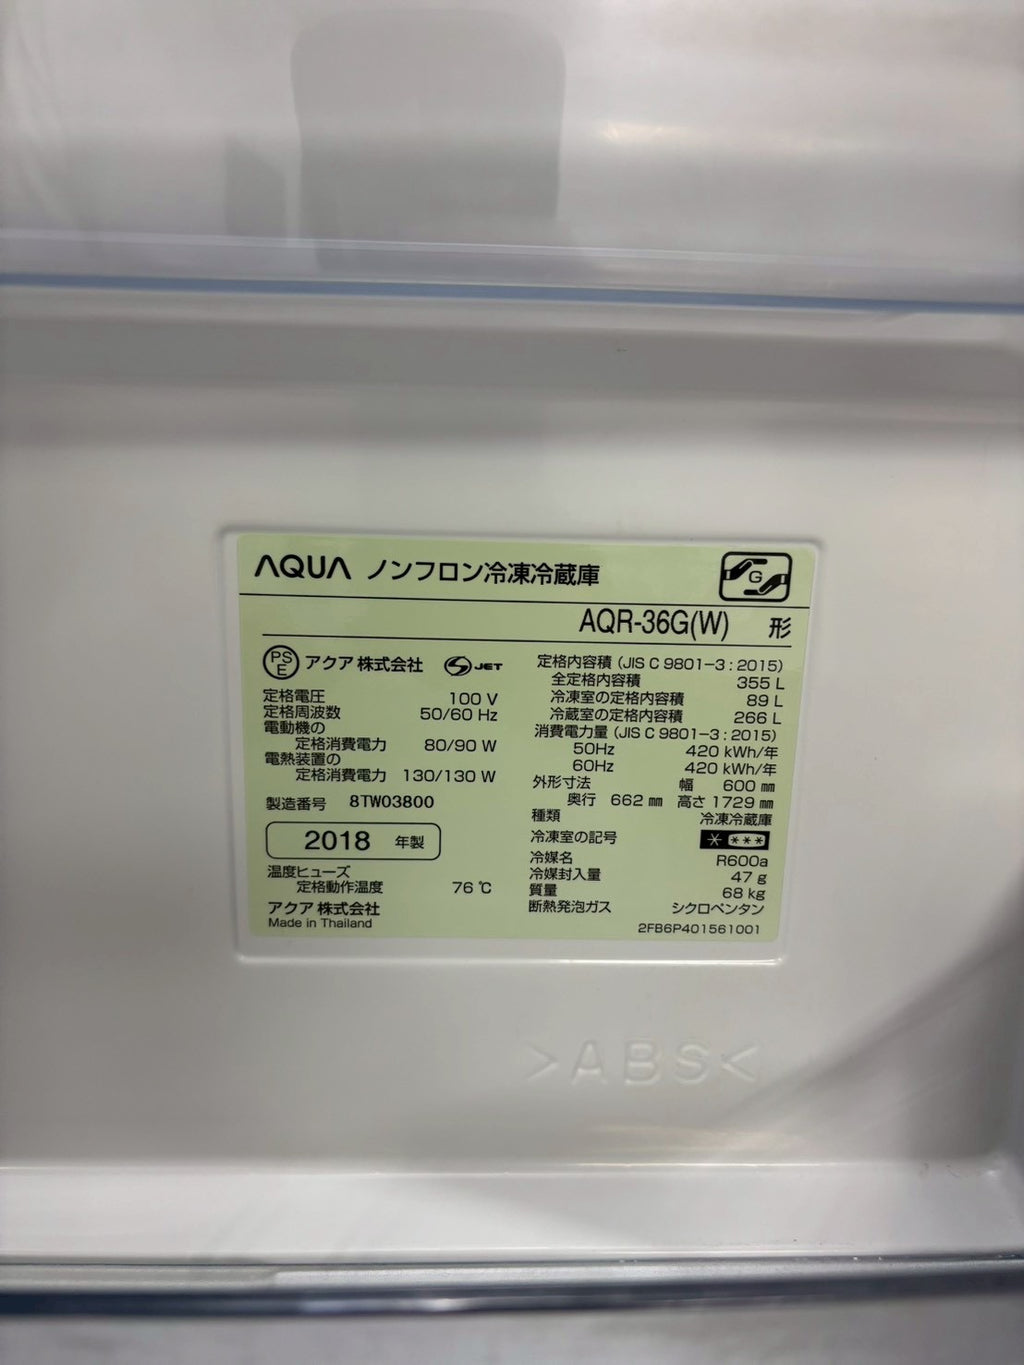 AQUA ノンフロン冷凍冷蔵庫
G
AQR-36G(W) 形
PS E アクア 株式会社 S JET
定格電圧 100 V
定格周波数 50/60 Hz
電動機の
定格消費電力 80/90 W
電熱装置の
定格消費電力 130/130 W
製造番号 8TW03800
2018 年製
温度ヒューズ
定格動作温度 76 ℃
アクア 株式会社
Made in Thailand
定格内容積 (JIS C 9801-3 : 2015)
全定格内容積 355 L
冷凍室の定格内容積 89 L
冷蔵室の定格内容積 266 L
消費電力量 (JIS C 9801-3 : 2015)
50Hz 420 kWh/年
60Hz 420 kWh/年
外形寸法 幅 600 ㎜
奥行 662 ㎜ 高さ 1729 ㎜
種類 冷凍冷蔵庫
冷凍室の記号 * ***
冷媒名 R600a
冷媒封入量 47 g
質量 68 kg
断熱発泡ガス シクロペンタン
2FB6P401561001
>ABS<